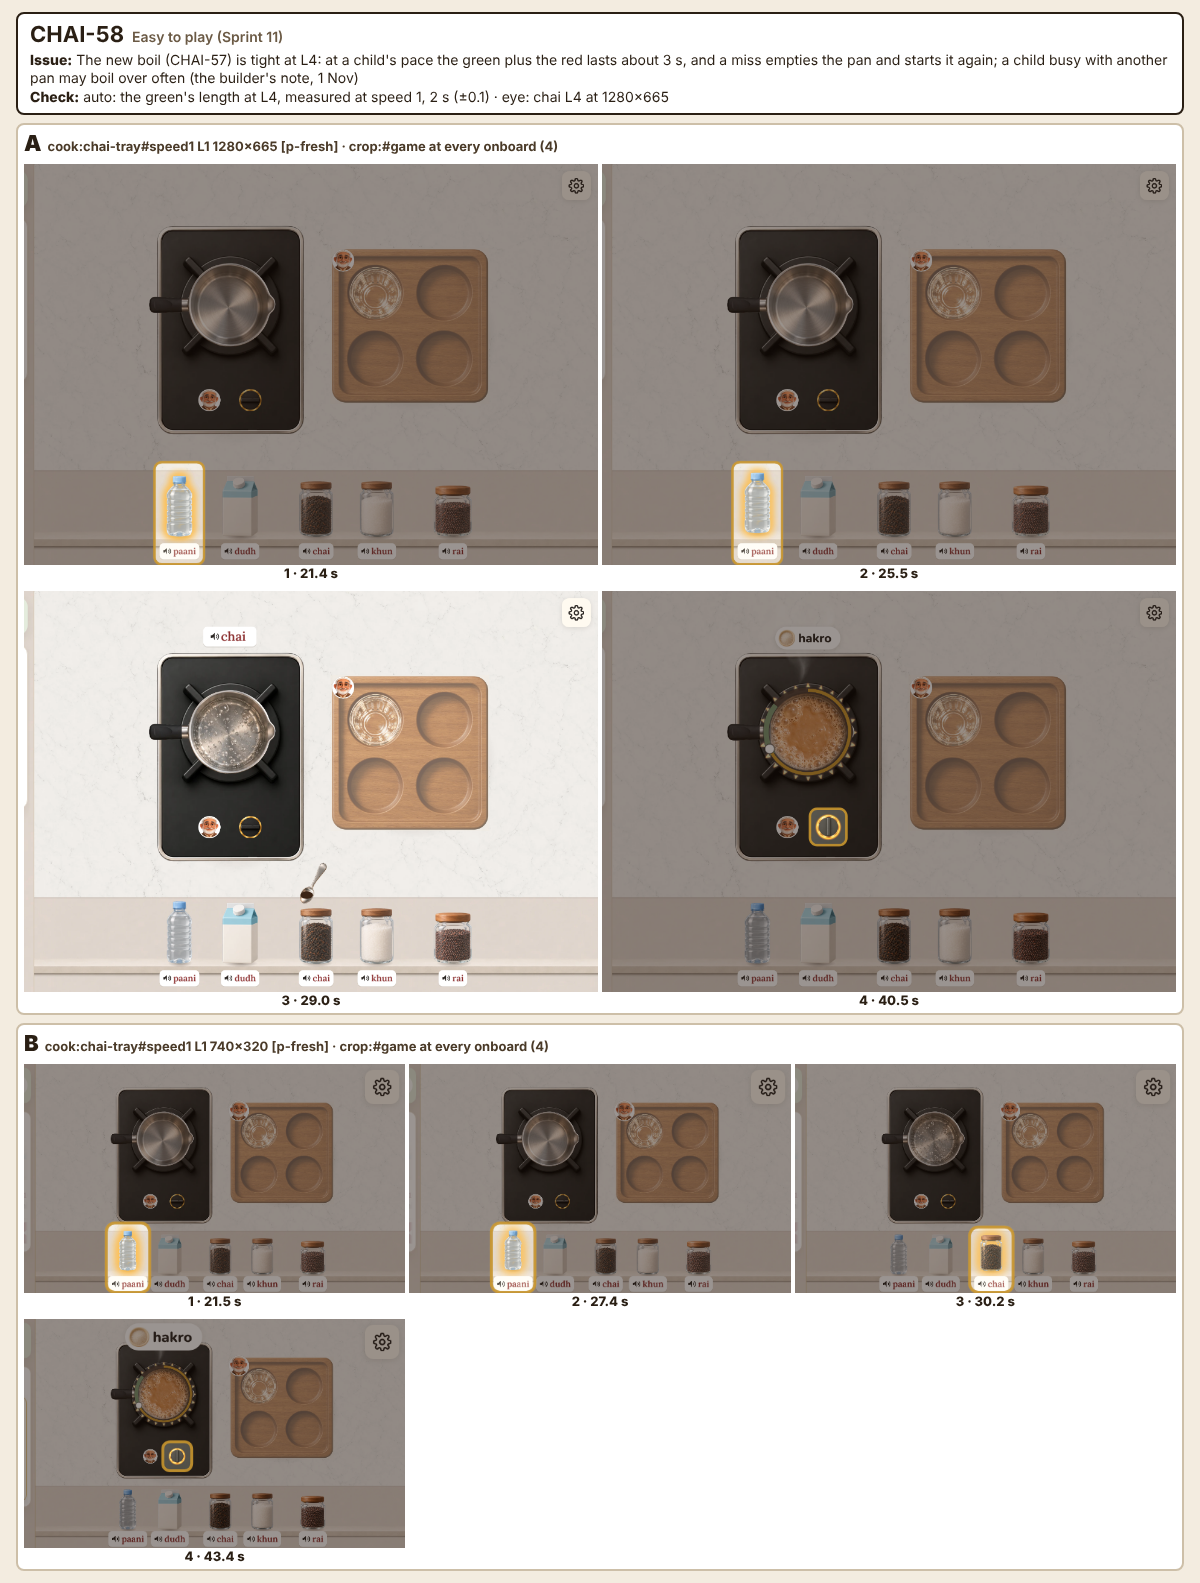 CHAI-58 Easy to play (Sprint 11)
Issue: The new boil (CHAI-57) is tight at L4: at a child's pace the green plus the red lasts about 3 s, and a miss empties the pan and starts it again; a child busy with another
pan may boil over often (the builder's note, 1 Nov)
Check: auto: the green's length at L4, measured at speed 1, 2 s (±0.1) · eye: chai L4 at 1280×665
A cook:chai-tray#speed1 L1 1280×665 [p-fresh] · crop:#game at every onboard (4)
paani dudh chai khun rai
paani dudh chai khun rai
1 · 21.4 s
2 · 25.5 s
chai
hakro
paani dudh chai khun rai
paani dudh chai khun rai
3 · 29.0 s
4 · 40.5 s
B cook:chai-tray#speed1 L1 740×320 [p-fresh] · crop:#game at every onboard (4)
paani dudh chai khun rai
paani dudh chai khun rai
paani dudh chai khun rai
1 · 21.5 s
2 · 27.4 s
3 · 30.2 s
hakro
paani dudh chai khun rai
4 · 43.4 s